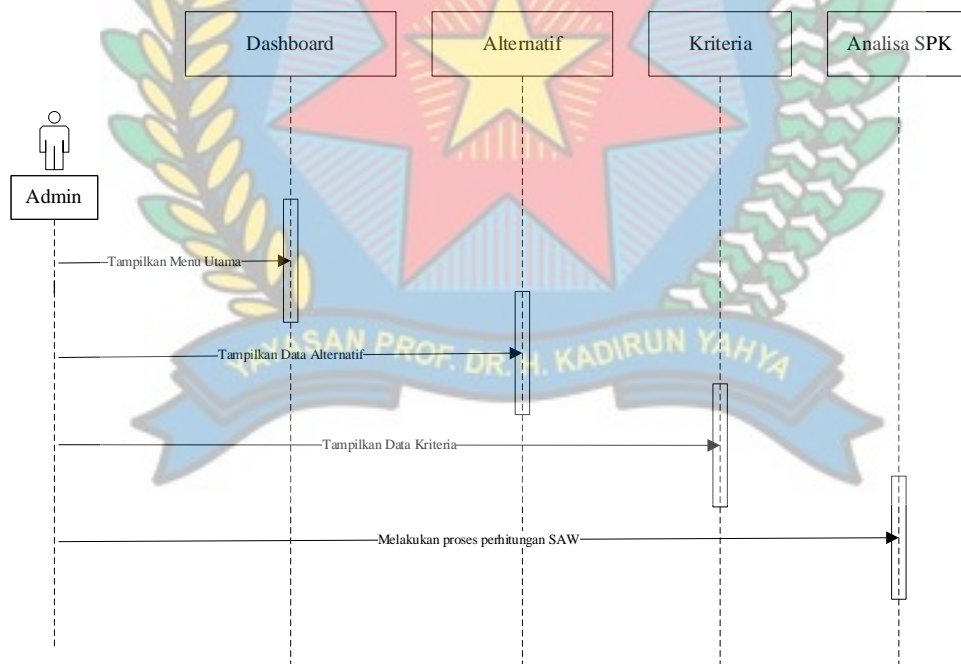 Dashboard
Alternatif
Kriteria
Analisa SPK
Admin
Tampilkan Menu Utama
Tampilkan Data Alternatif
YAYASAN PROF. DR. H. KADIRUN YAHYA
Tampilkan Data Kriteria
Melakukan proses perhitungan SAW